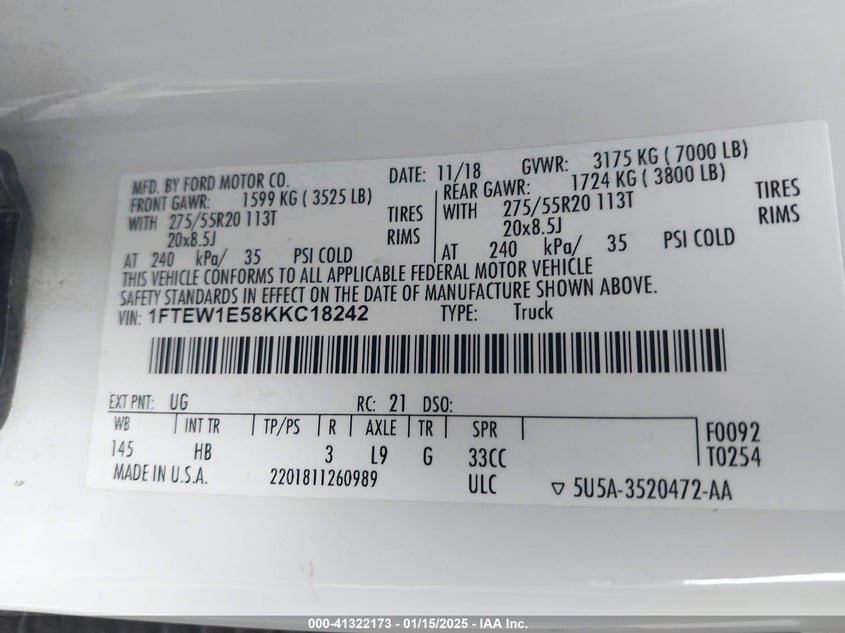 MFD. BY FORD MOTOR CO. DATE: 11/18 GVWR: 3175 KG ( 7000 LB)
FRONT GAWR: 1599 KG ( 3525 LB) REAR GAWR: 1724 KG ( 3800 LB)
WITH 275/55R20 113T TIRES WITH 275/55R20 113T TIRES
20x8.5J RIMS 20x8.5J RIMS
AT 240 kPa/ 35 PSI COLD AT 240 kPa/ 35 PSI COLD
THIS VEHICLE CONFORMS TO ALL APPLICABLE FEDERAL MOTOR VEHICLE
SAFETY STANDARDS IN EFFECT ON THE DATE OF MANUFACTURE SHOWN ABOVE.
VIN: 1FTEW1E58KKC18242 TYPE: Truck
EXT PNT: UG RC: 21 DSO:
WB INT TR TP/PS R AXLE TR SPR F0092
145 HB 3 L9 G 33CC T0254
MADE IN U.S.A. 2201811260989 ULC ▽ 5U5A-3520472-AA
000-41322173 - 01/15/2025 - IAA Inc.